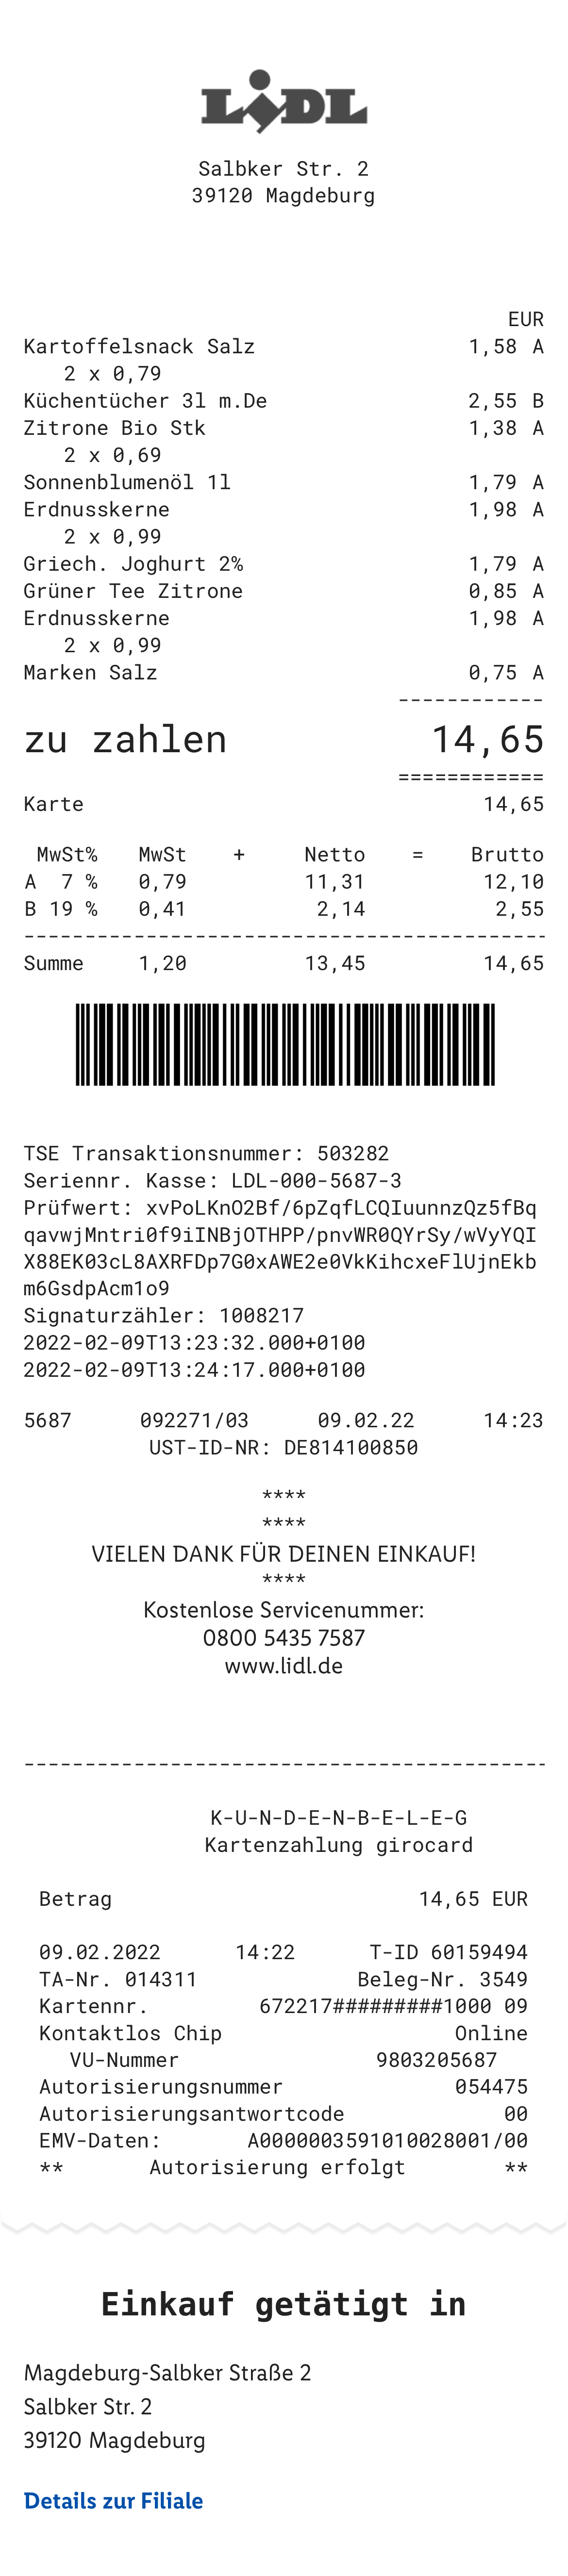 LIDL
Salbker Str. 2
39120 Magdeburg
EUR
Kartoffelsnack Salz 1,58 A
2 x 0,79
Küchentücher 3l m.De 2,55 B
Zitrone Bio Stk 1,38 A
2 x 0,69
Sonnenblumenöl 1l 1,79 A
Erdnusskerne 1,98 A
2 x 0,99
Griech. Joghurt 2% 1,79 A
Grüner Tee Zitrone 0,85 A
Erdnusskerne 1,98 A
2 x 0,99
Marken Salz 0,75 A
------------
zu zahlen 14,65
============
Karte 14,65
MwSt% MwSt + Netto = Brutto
A 7 % 0,79 11,31 12,10
B 19 % 0,41 2,14 2,55
-------------------------------------------
Summe 1,20 13,45 14,65
TSE Transaktionsnummer: 503282
Seriennr. Kasse: LDL-000-5687-3
Prüfwert: xvPoLKnO2Bf/6pZqfLCQIuunnzQz5fBq
qavwjMntri0f9iINBjOTHPP/pnvWR0QYrSy/wVyYQI
X88EK03cL8AXRFDp7G0xAWE2e0VkKihcxeFlUjnEkb
m6GsdpAcm1o9
Signaturzähler: 1008217
2022-02-09T13:23:32.000+0100
2022-02-09T13:24:17.000+0100
5687 092271/03 09.02.22 14:23
UST-ID-NR: DE814100850
****
****
VIELEN DANK FÜR DEINEN EINKAUF!
****
Kostenlose Servicenummer:
0800 5435 7587
www.lidl.de
-------------------------------------------
K-U-N-D-E-N-B-E-L-E-G
Kartenzahlung girocard
Betrag 14,65 EUR
09.02.2022 14:22 T-ID 60159494
TA-Nr. 014311 Beleg-Nr. 3549
Kartennr. 672217#########1000 09
Kontaktlos Chip Online
VU-Nummer 9803205687
Autorisierungsnummer 054475
Autorisierungsantwortcode 00
EMV-Daten: A0000003591010028001/00
** Autorisierung erfolgt **
Einkauf getätigt in
Magdeburg-Salbker Straße 2
Salbker Str. 2
39120 Magdeburg
Details zur Filiale